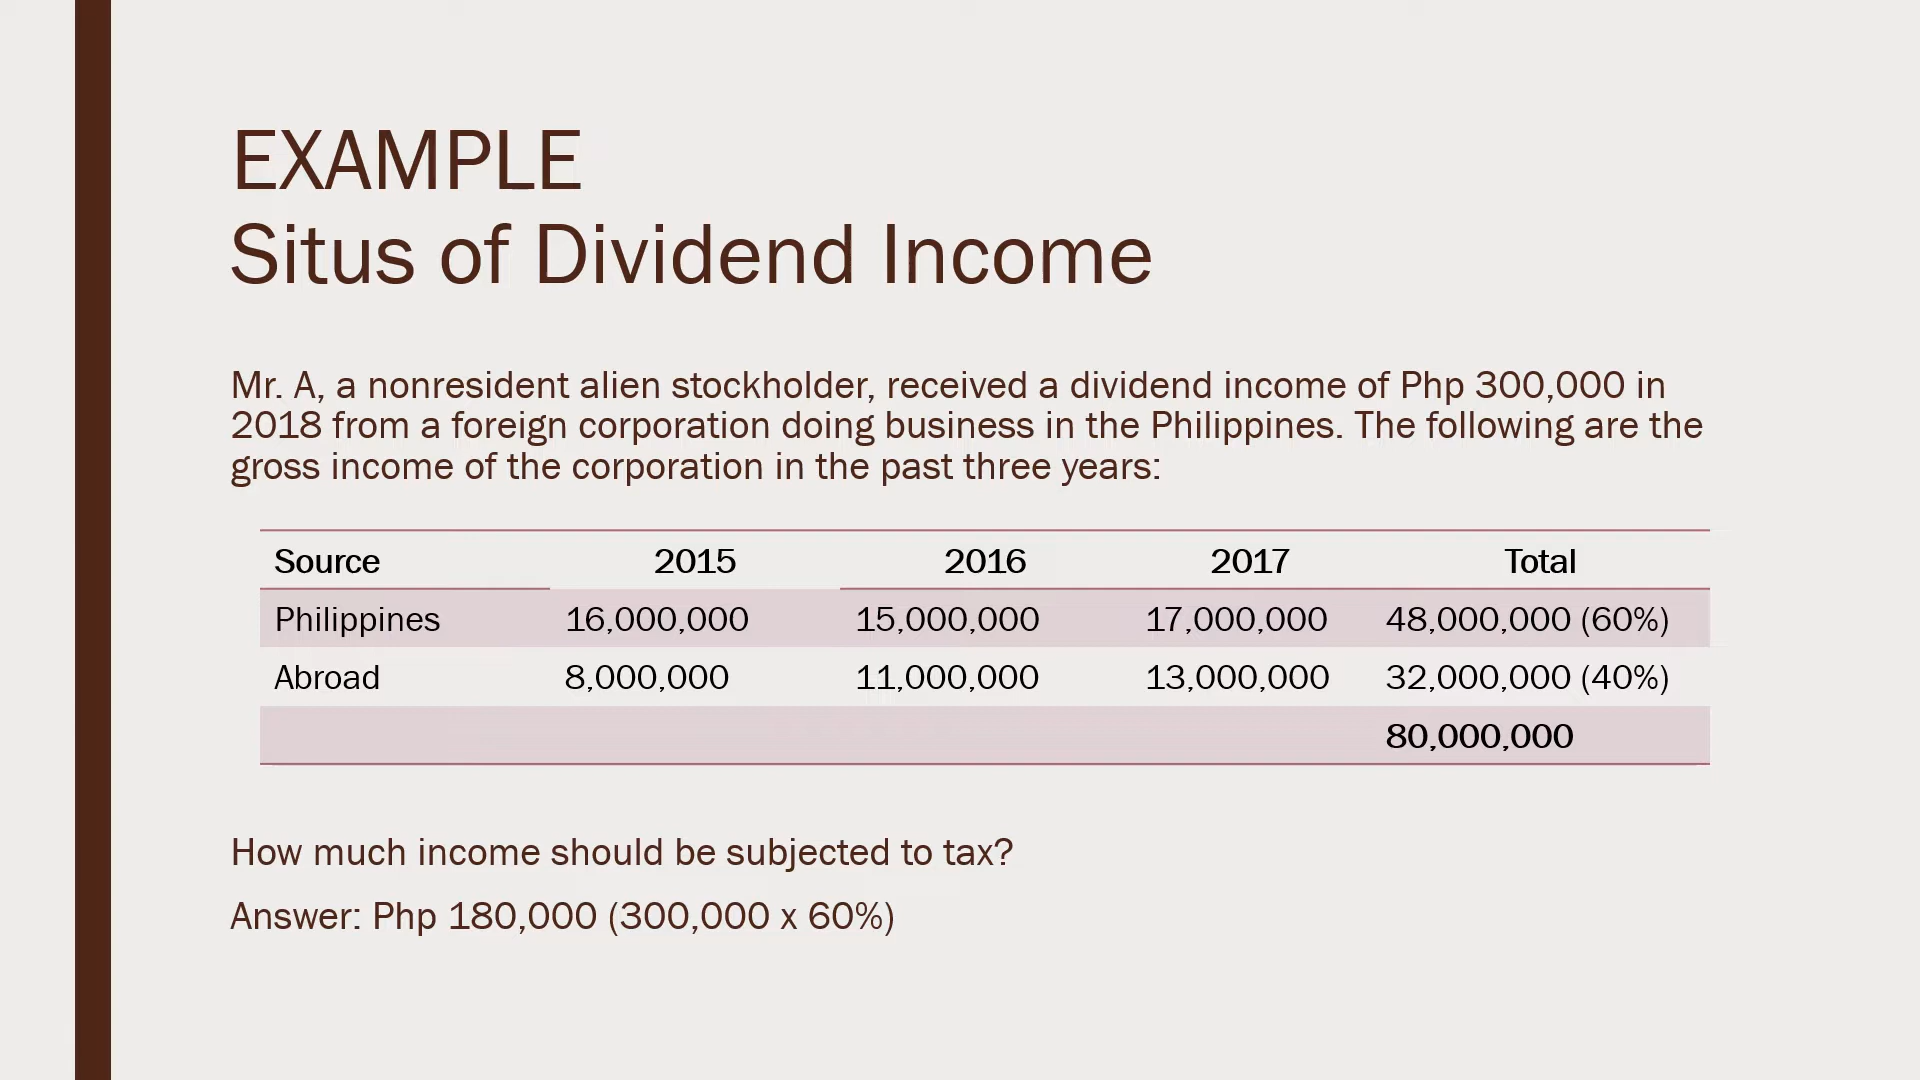 EXAMPLE
Situs of Dividend Income
Mr. A, a nonresident alien stockholder, received a dividend income of Php 300,000 in
2018 from a foreign corporation doing business in the Philippines. The following are the
gross income of the corporation in the past three years:
Source 2015 2016 2017 Total
Philippines 16,000,000 15,000,000 17,000,000 48,000,000 (60%)
Abroad 8,000,000 11,000,000 13,000,000 32,000,000 (40%)
80,000,000
How much income should be subjected to tax?
Answer: Php 180,000 (300,000 x 60%)